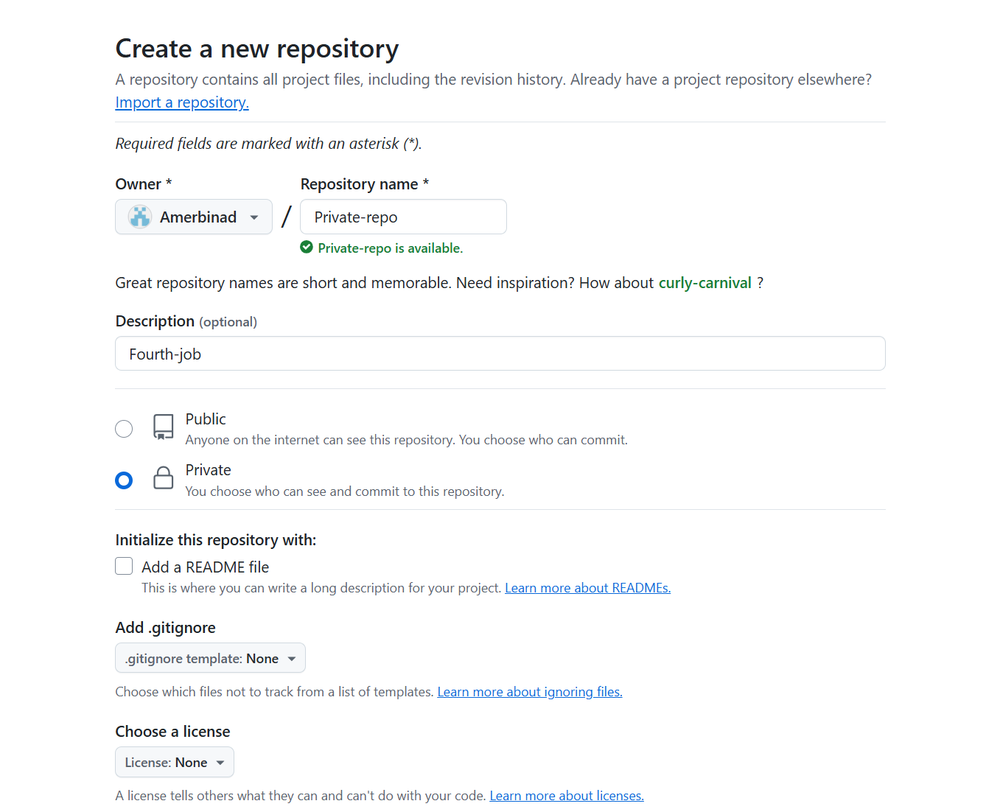 Create a new repository
A repository contains all project files, including the revision history. Already have a project repository elsewhere?
Import a repository.
Required fields are marked with an asterisk (*).
Owner * Repository name *
Amerbinad / Private-repo
Private-repo is available.
Great repository names are short and memorable. Need inspiration? How about curly-carnival ?
Description (optional)
Fourth-job
Public
Anyone on the internet can see this repository. You choose who can commit.
Private
You choose who can see and commit to this repository.
Initialize this repository with:
Add a README file
This is where you can write a long description for your project. Learn more about READMEs.
Add .gitignore
.gitignore template: None
Choose which files not to track from a list of templates. Learn more about ignoring files.
Choose a license
License: None
A license tells others what they can and can't do with your code. Learn more about licenses.